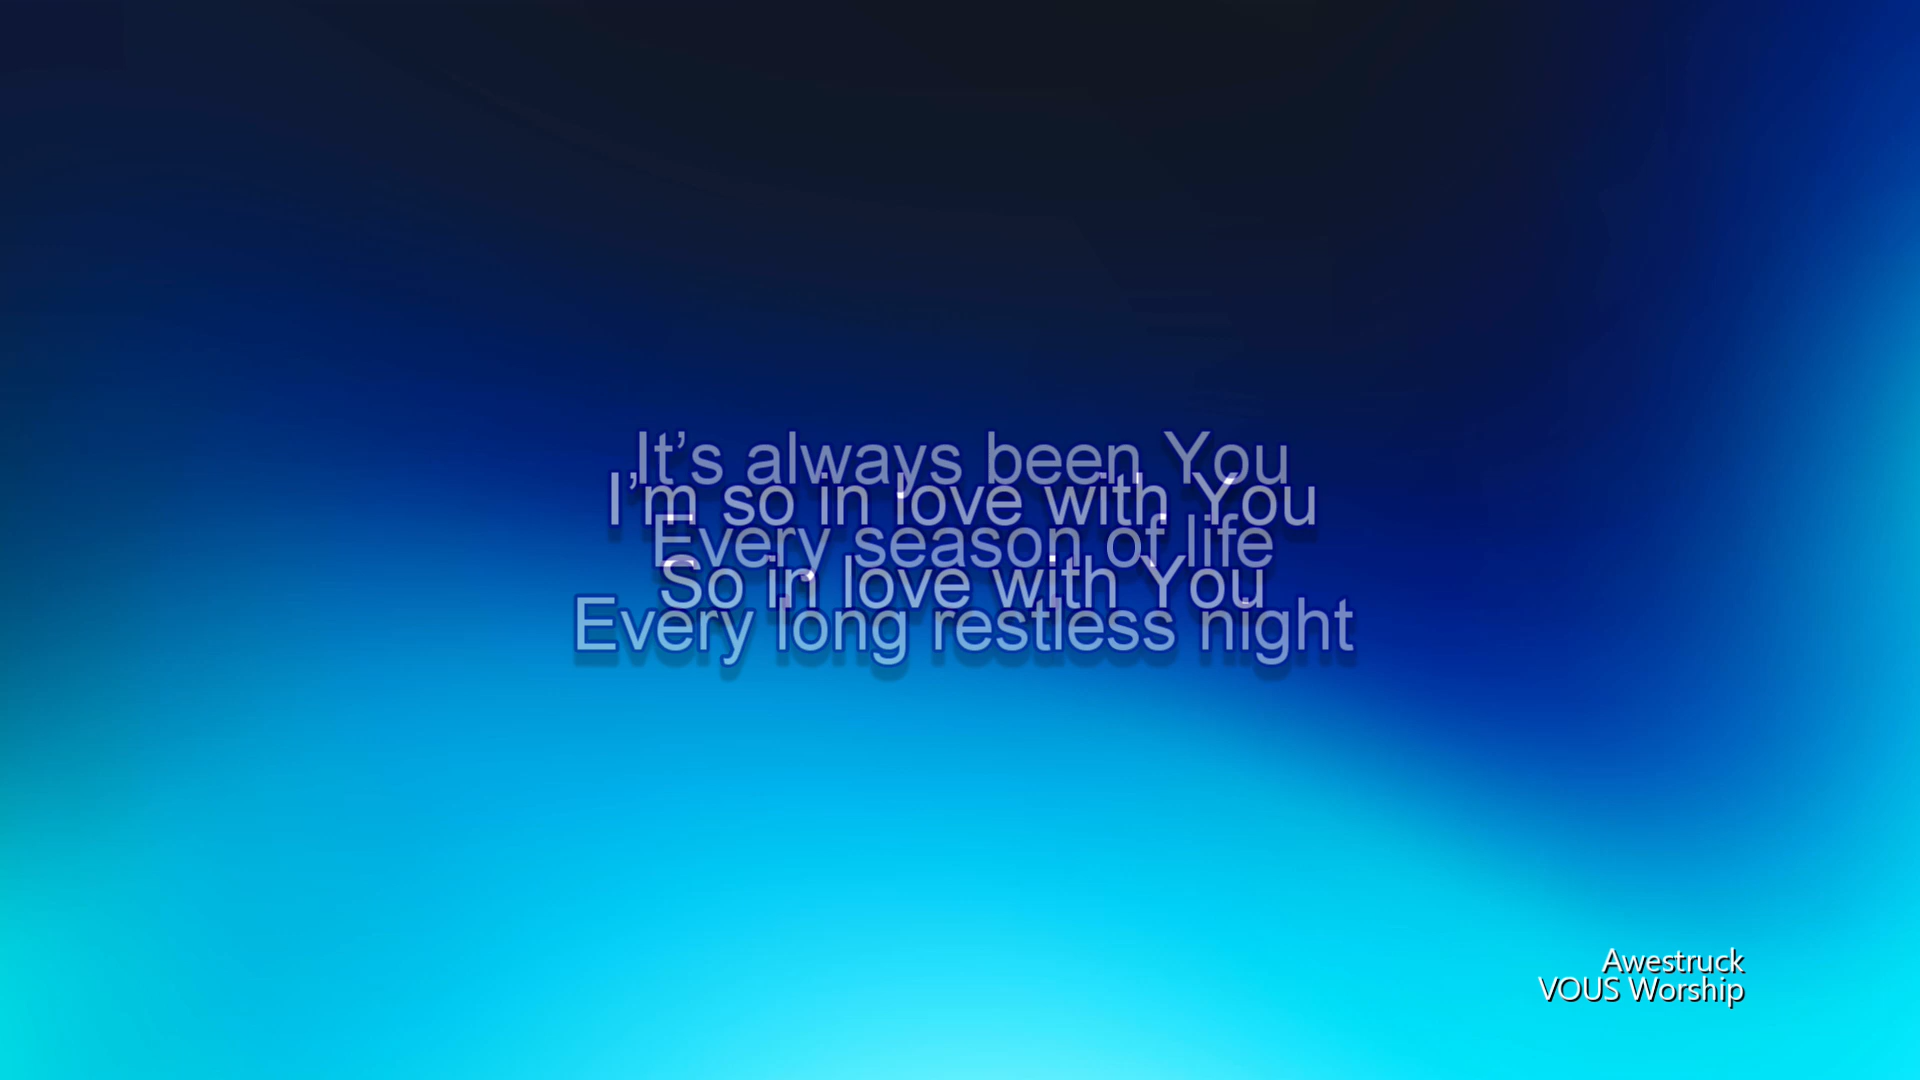 It’s always been You
I’m so in love with You
Every season of life
So in love with You
Every long restless night
Awestruck
VOUS Worship